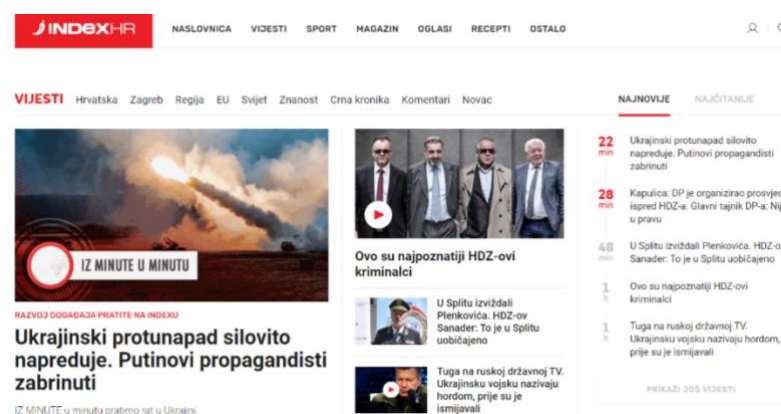 INDEXHR
NASLOVNICA VIJESTI SPORT MAGAZIN OGLASI RECEPTI OSTALO
VIJESTI Hrvatska Zagreb Regija EU Svijet Znanost Crna kronika Komentari Novac
IZ MINUTE U MINUTU
RAZVOJ DOGAĐAJA PRATITE NA INDEXU
Ukrajinski protunapad silovito
napreduje. Putinovi propagandisti
zabrinuti
IZ MINUTE u minutu pratimo rat u Ukrajini.
Ovo su najpoznatiji HDZ-ovi
kriminalci
U Splitu izviždali
Plenkovića. HDZ-ov
Sanader: To je u Splitu
uobičajeno
Tuga na ruskoj državnoj TV.
Ukrajinsku vojsku nazivaju
hordom, prije su je
ismijavali
NAJNOVIJE NAJČITANIJE
22
min
Ukrajinski protunapad silovito
napreduje. Putinovi propagandisti
zabrinuti
28
min
Kapulica: DP je organizirao prosvjed
ispred HDZ-a. Glavni tajnik DP-a: Nij
u pravu
48
min
U Splitu izviždali Plenkovića. HDZ-o
Sanader: To je u Splitu uobičajeno
1
h
Ovo su najpoznatiji HDZ-ovi
kriminalci
1
h
Tuga na ruskoj državnoj TV.
Ukrajinsku vojsku nazivaju hordom,
prije su je ismijavali
PRIKAŽI JOŠ VIJESTI